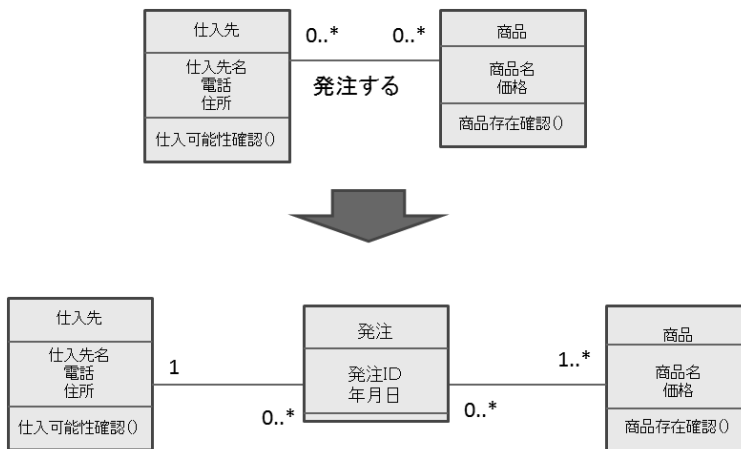 仕入先
0..*
0..*
商品
仕入先名
電話
住所
発注する
商品名
価格
仕入可能性確認()
商品存在確認()
仕入先
発注
商品
仕入先名
電話
住所
1
発注ID
年月日
1..*
商品名
価格
0..*
0..*
仕入可能性確認()
商品存在確認()